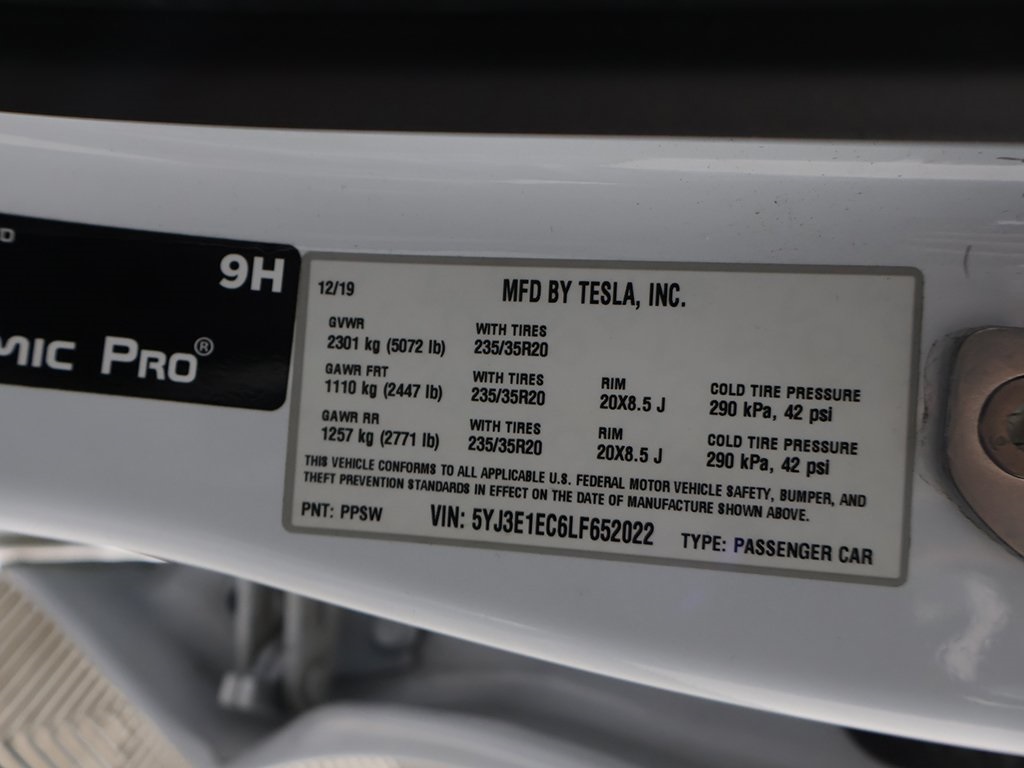 9H
MIC PRO®
12/19 MFD BY TESLA, INC.
GVWR WITH TIRES
2301 kg (5072 lb) 235/35R20
GAWR FRT WITH TIRES RIM COLD TIRE PRESSURE
1110 kg (2447 lb) 235/35R20 20X8.5 J 290 kPa, 42 psi
GAWR RR WITH TIRES RIM COLD TIRE PRESSURE
1257 kg (2771 lb) 235/35R20 20X8.5 J 290 kPa, 42 psi
THIS VEHICLE CONFORMS TO ALL APPLICABLE U.S. FEDERAL MOTOR VEHICLE SAFETY, BUMPER, AND
THEFT PREVENTION STANDARDS IN EFFECT ON THE DATE OF MANUFACTURE SHOWN ABOVE.
PNT: PPSW VIN: 5YJ3E1EC6LF652022 TYPE: PASSENGER CAR